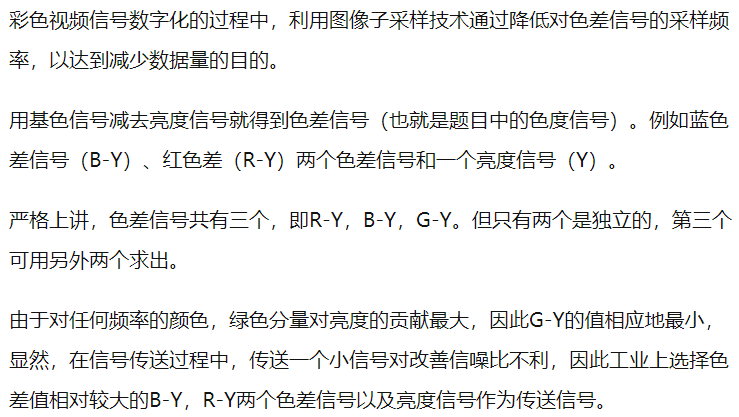 彩色视频信号数字化的过程中，利用图像子采样技术通过降低对色差信号的采样频
率，以达到减少数据量的目的。
用基色信号减去亮度信号就得到色差信号（也就是题目中的色度信号）。例如蓝色
差信号（B-Y）、红色差（R-Y）两个色差信号和一个亮度信号（Y）。
严格上讲，色差信号共有三个，即R-Y，B-Y，G-Y。但只有两个是独立的，第三个
可用另外两个求出。
由于对任何频率的颜色，绿色分量对亮度的贡献最大，因此G-Y的值相应地最小，
显然，在信号传送过程中，传送一个小信号对改善信噪比不利，因此工业上选择色
差值相对较大的B-Y，R-Y两个色差信号以及亮度信号作为传送信号。